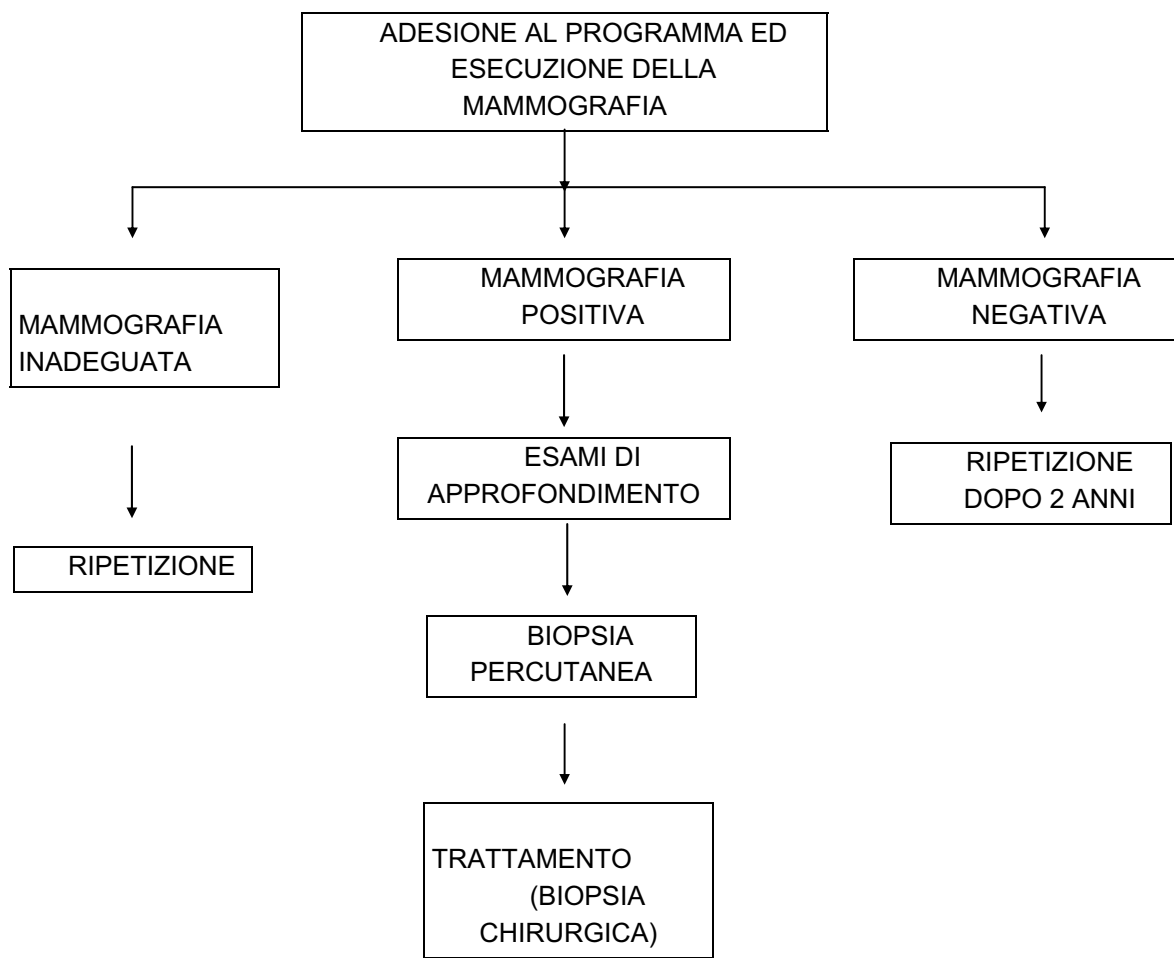 ADESIONE AL PROGRAMMA ED
ESECUZIONE DELLA
MAMMOGRAFIA
MAMMOGRAFIA
INADEGUATA
MAMMOGRAFIA
POSITIVA
MAMMOGRAFIA
NEGATIVA
RIPETIZIONE
ESAMI DI
APPROFONDIMENTO
RIPETIZIONE
DOPO 2 ANNI
BIOPSIA
PERCUTANEA
TRATTAMENTO
(BIOPSIA
CHIRURGICA)